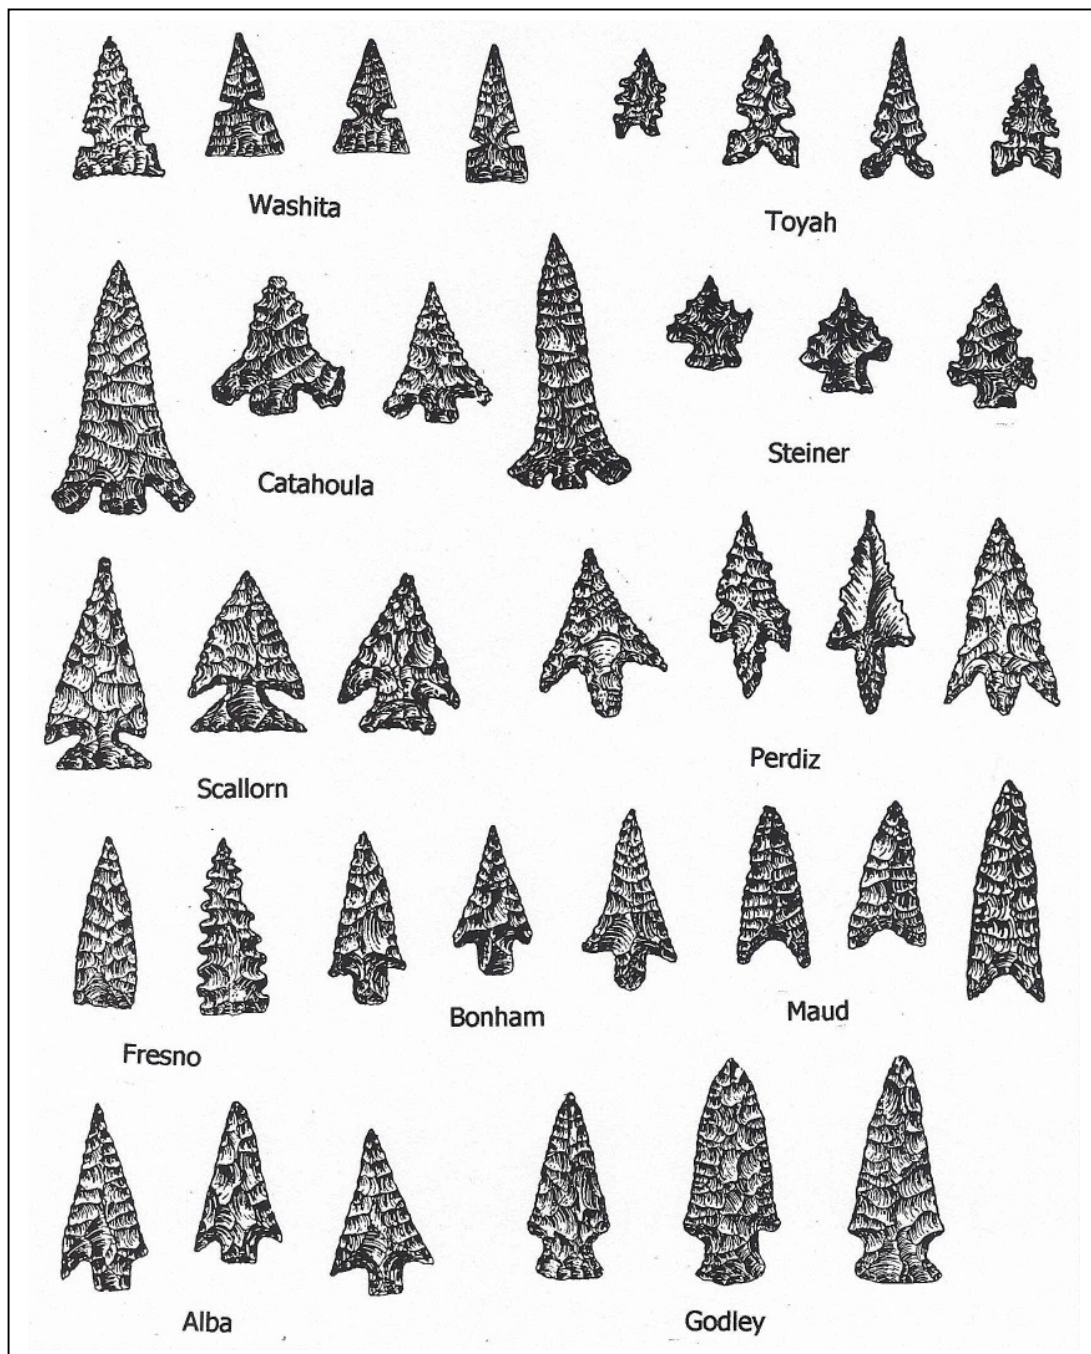 Washita
Toyah
Catahoula
Steiner
Scallorn
Perdiz
Fresno
Bonham
Maud
Alba
Godley